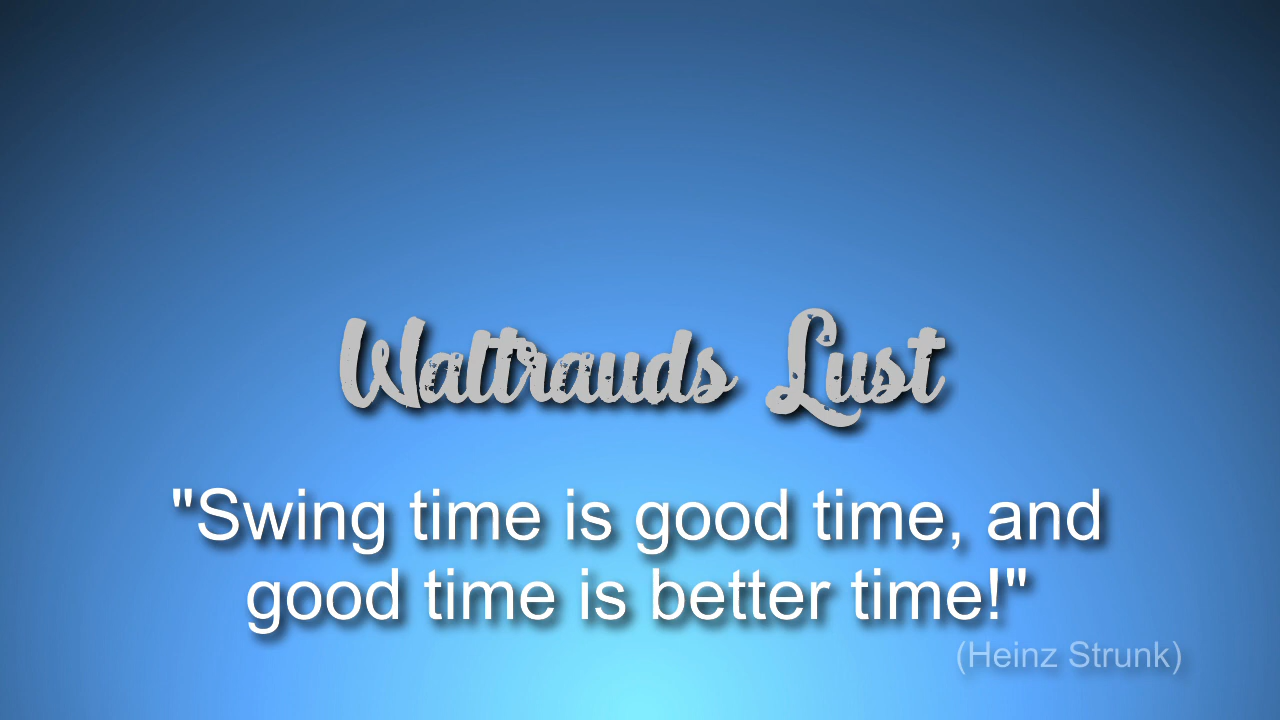 Waltrauds Lust
"Swing time is good time, and
good time is better time!"
(Heinz Strunk)